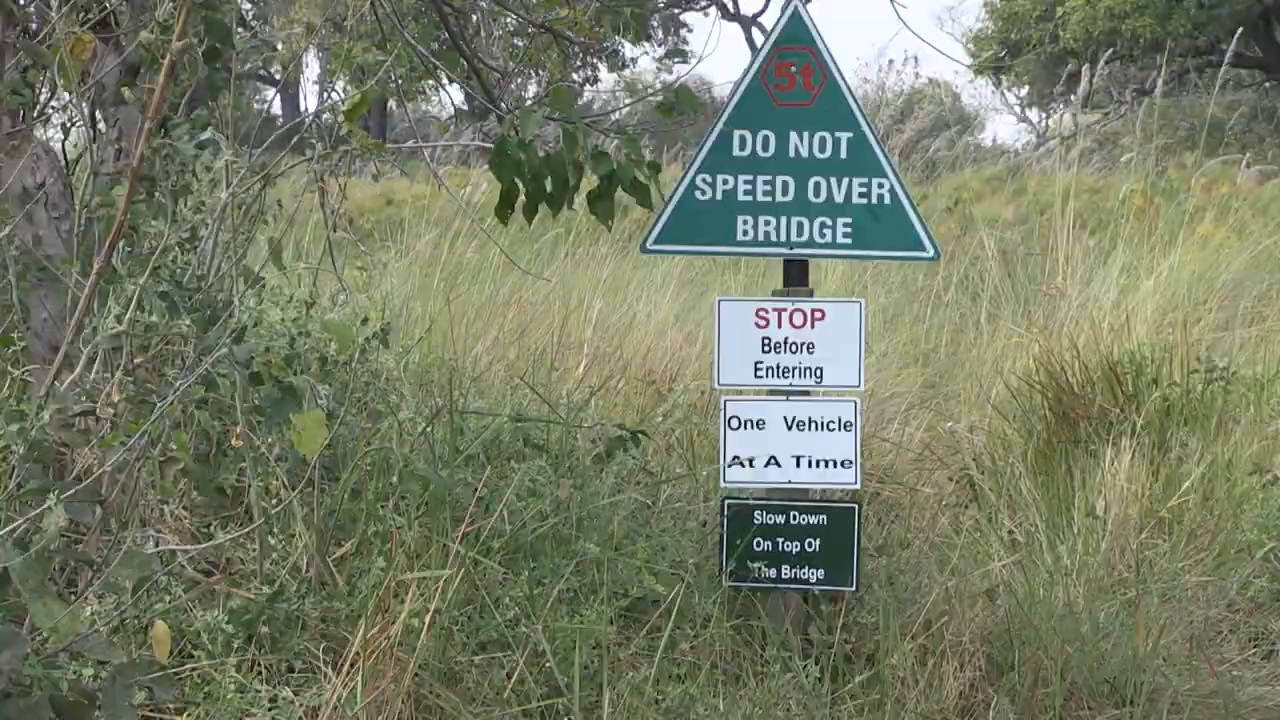 5t
DO NOT
SPEED OVER
BRIDGE
STOP
Before
Entering
One Vehicle
At A Time
Slow Down
On Top Of
The Bridge